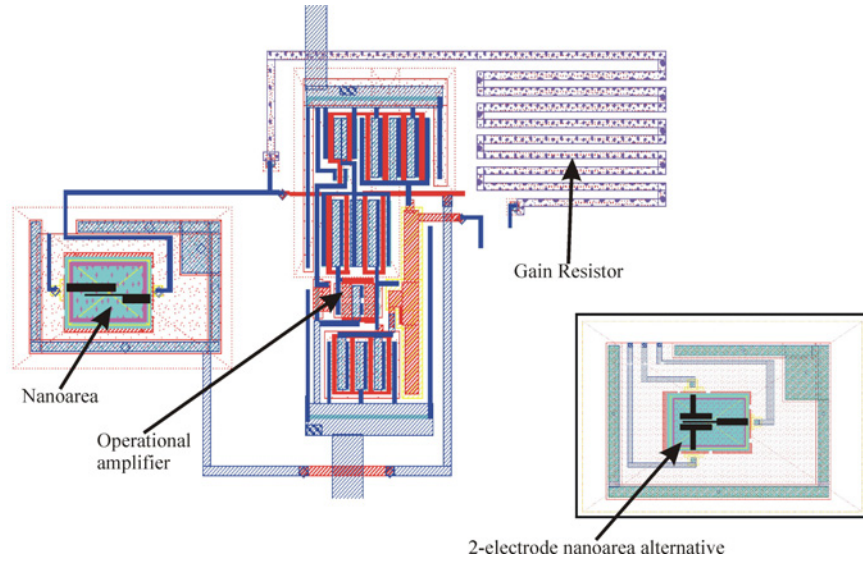 Gain Resistor
Nanoarea
Operational
amplifier
2-electrode nanoarea alternative